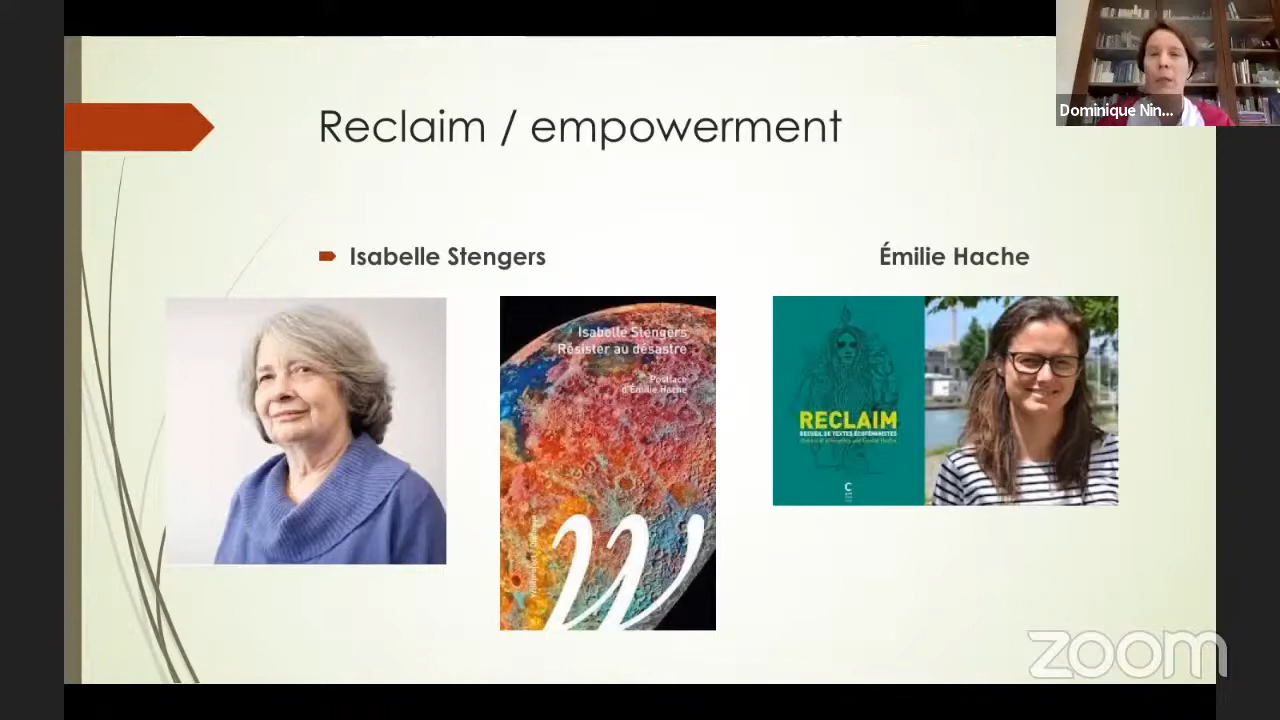 Dominique Nin...
Reclaim / empowerment
Isabelle Stengers
Émilie Hache
Isabelle Stengers
Résister au désastre
Postface
d'Émilie Hache
RECLAIM
RECUEIL DE TEXTES ÉCOFÉMINISTES
C
zoom